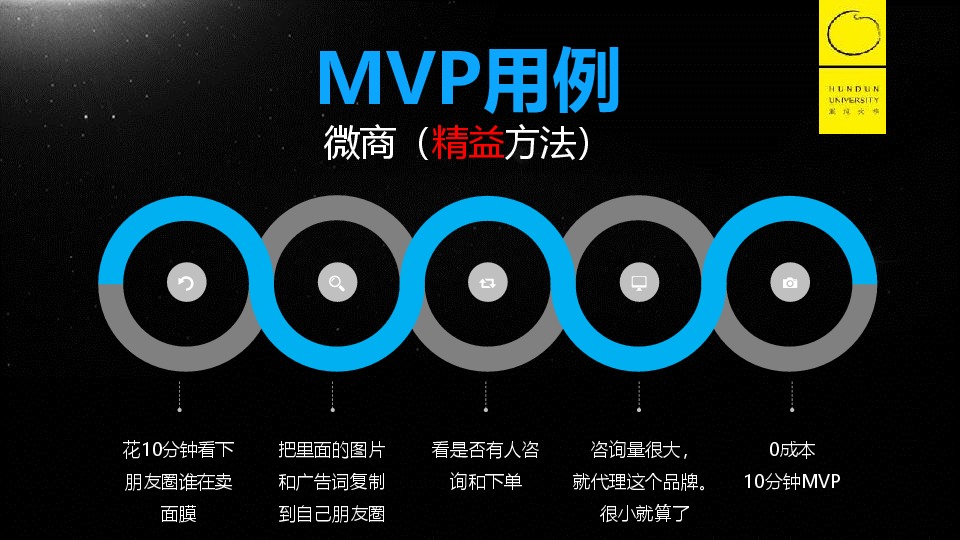 MVP用例
微商（精益方法）
HUNDUN
UNIVERSITY
花10分钟看下
朋友圈谁在卖
面膜
把里面的图片
和广告词复制
到自己朋友圈
看是否有人咨
询和下单
咨询量很大，
就代理这个品牌。
很小就算了
0成本
10分钟MVP